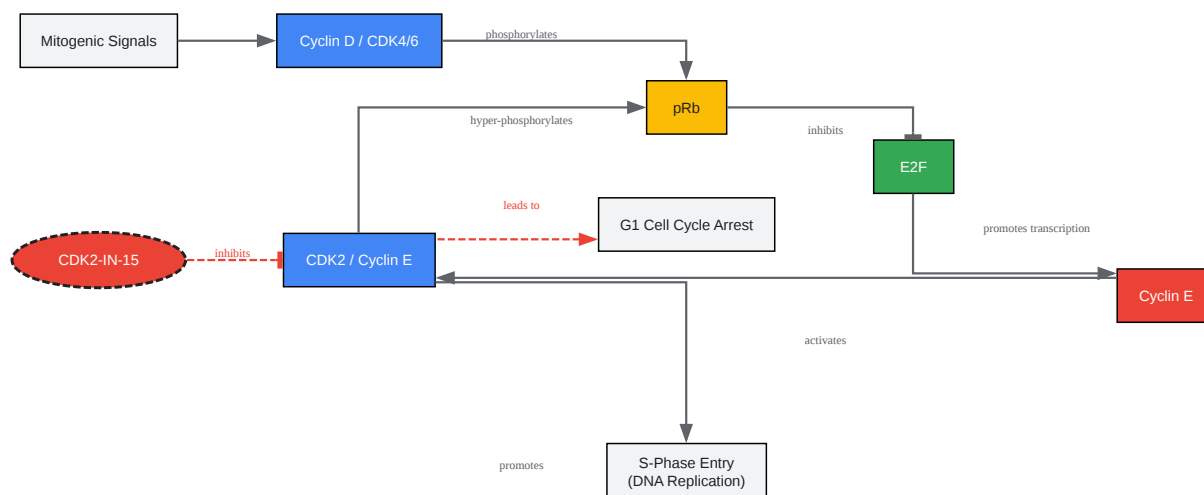 Mitogenic Signals
Cyclin D / CDK4/6
phosphorylates
pRb
hyper-phosphorylates
inhibits
E2F
leads to
G1 Cell Cycle Arrest
promotes transcription
CDK2-IN-15
inhibits
CDK2 / Cyclin E
Cyclin E
activates
promotes
S-Phase Entry
(DNA Replication)